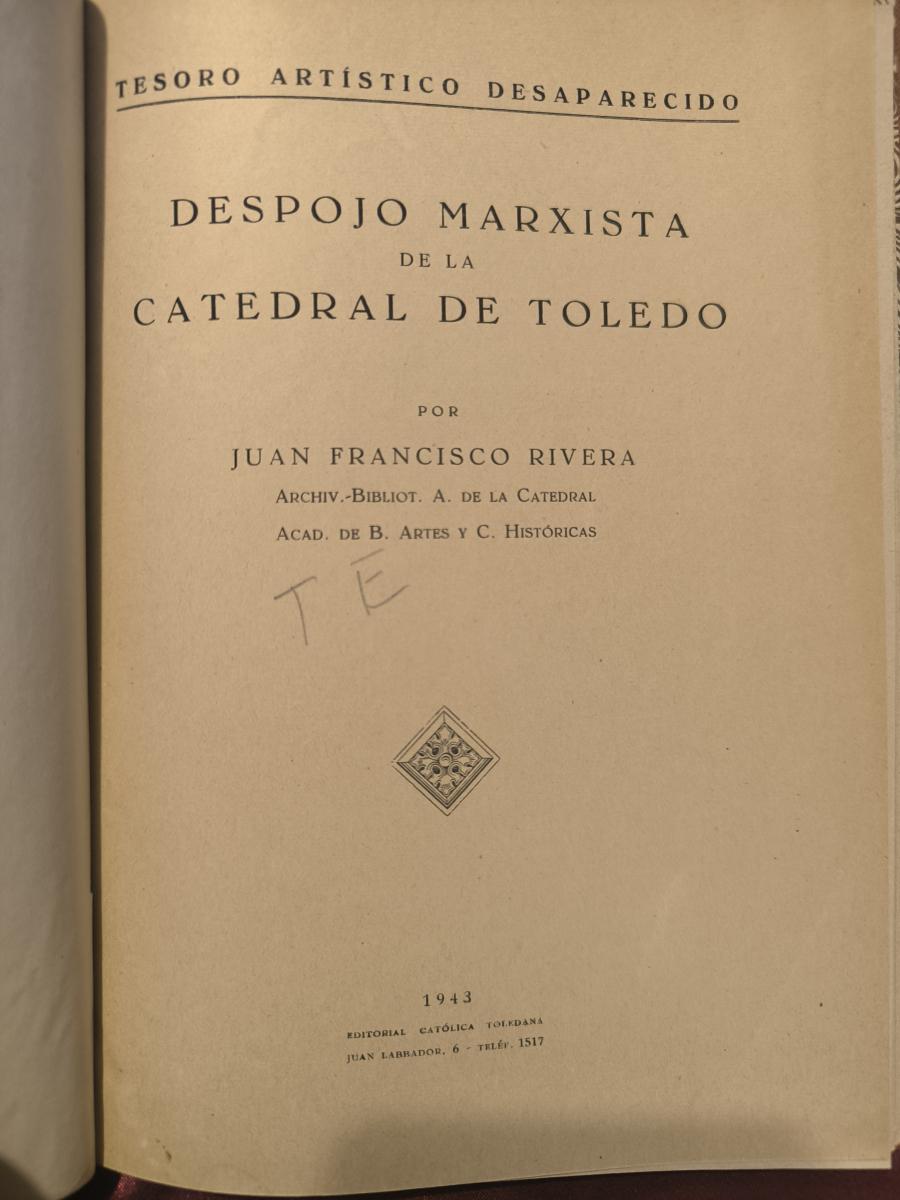 TESORO ARTÍSTICO DESAPARECIDO
DESPOJO MARXISTA
DE LA
CATEDRAL DE TOLEDO
POR
JUAN FRANCISCO RIVERA
ARCHIV.-BIBLIOT. A. DE LA CATEDRAL
ACAD. DE B. ARTES Y C. HISTÓRICAS
T E
1943
EDITORIAL CATÓLICA TOLEDANA
JUAN LABRADOR, 6 - TELÉF. 1517